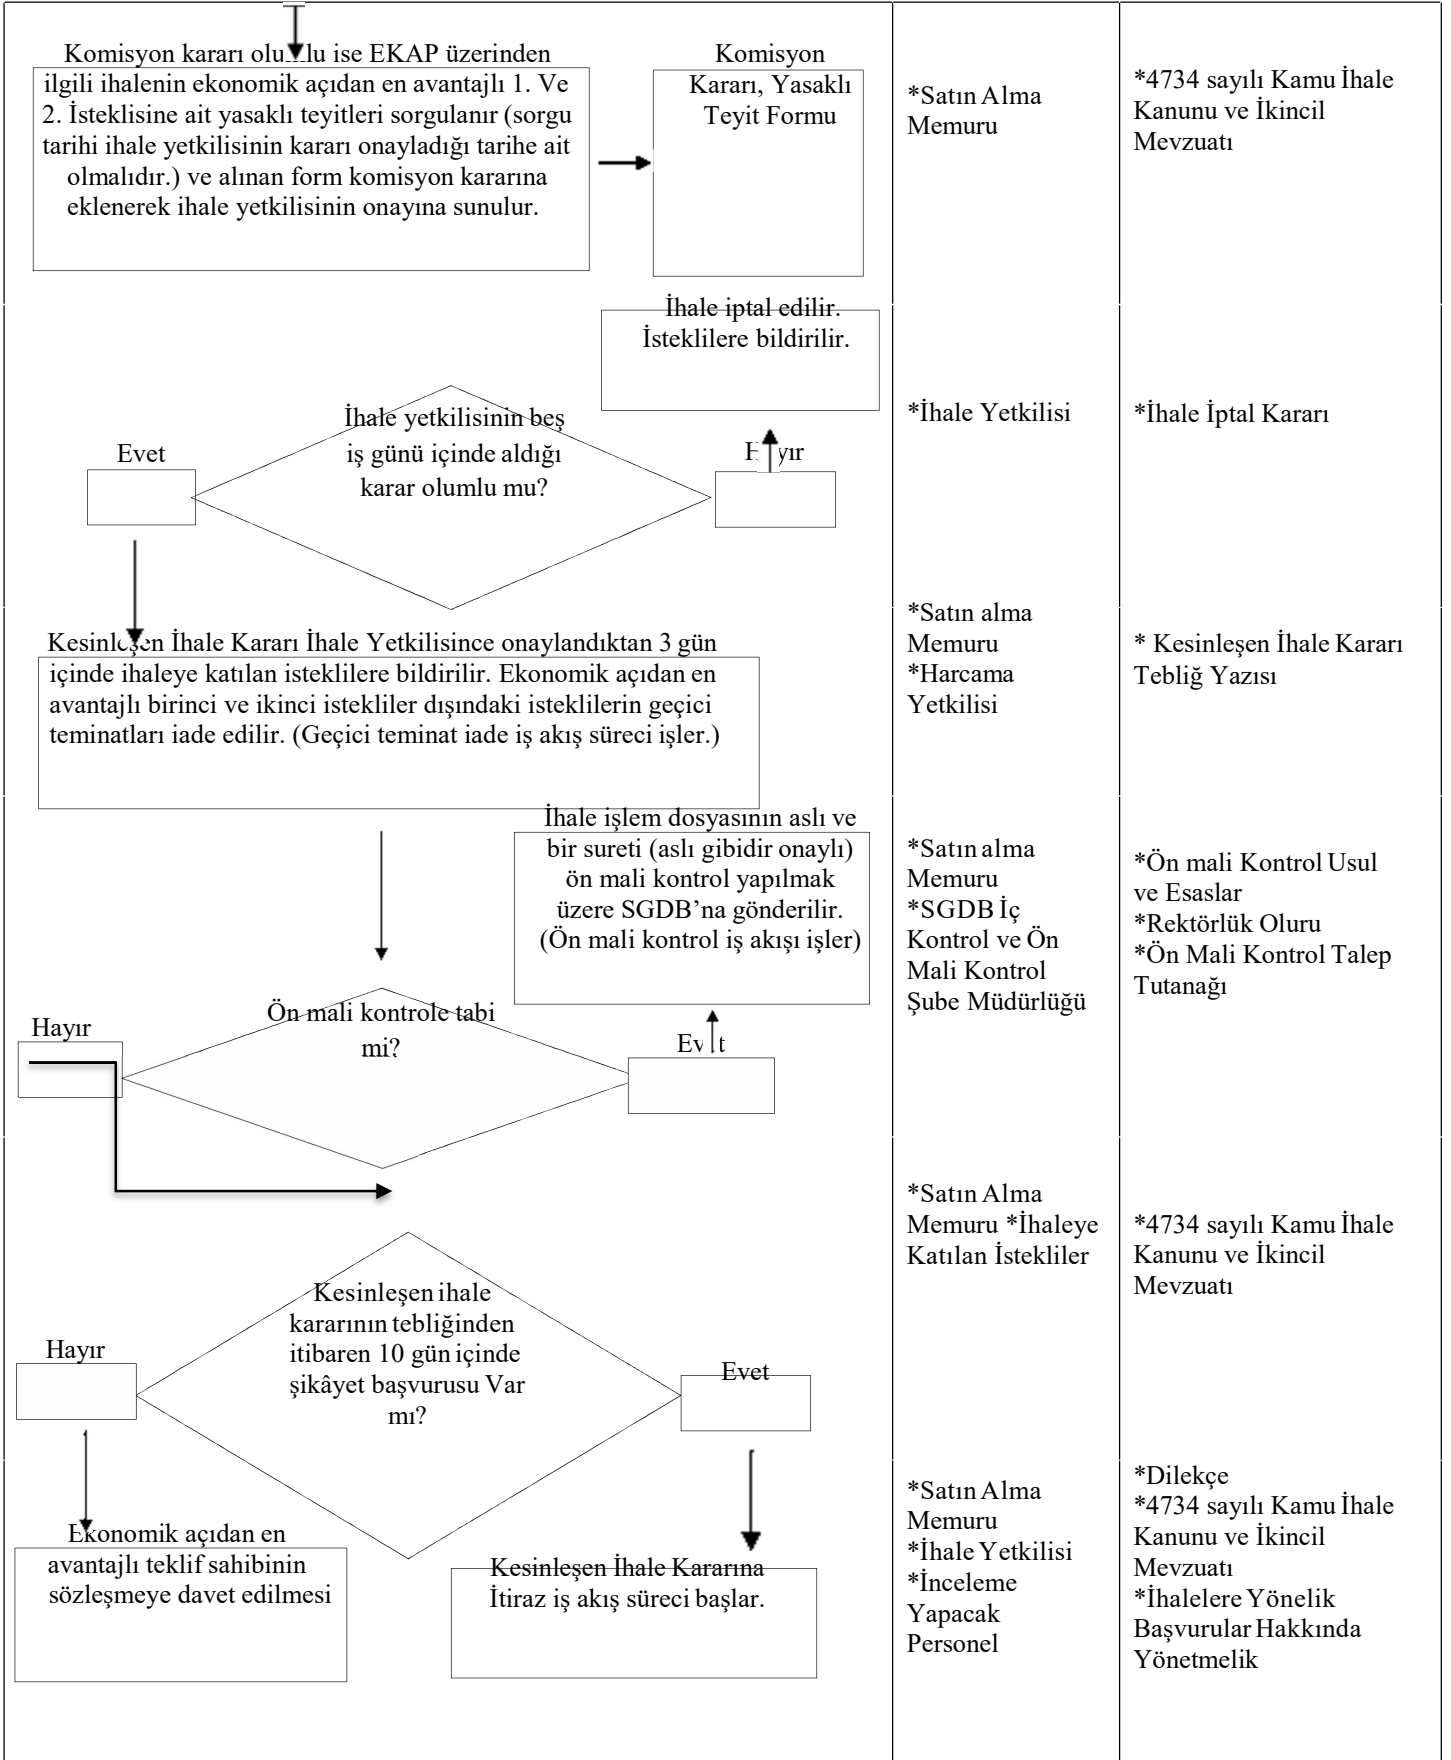 Komisyon kararı olumlu ise EKAP üzerinden
ilgili ihalenin ekonomik açıdan en avantajlı 1. Ve
2. İsteklisine ait yasaklı teyitleri sorgulanır (sorgu
tarihi ihale yetkilisinin kararı onayladığı tarihe ait
olmalıdır.) ve alınan form komisyon kararına
eklenerek ihale yetkilisinin onayına sunulur.
Komisyon
Kararı, Yasaklı
Teyit Formu
*Satın Alma
Memuru
*4734 sayılı Kamu İhale
Kanunu ve İkincil
Mevzuatı
İhale iptal edilir.
İsteklilere bildirilir.
İhale yetkilisinin beş
iş günü içinde aldığı
karar olumlu mu?
Evet
Hayır
*İhale Yetkilisi
*İhale İptal Kararı
Kesinleşen İhale Kararı İhale Yetkilisince onaylandıktan 3 gün
içinde ihaleye katılan isteklilere bildirilir. Ekonomik açıdan en
avantajlı birinci ve ikinci istekliler dışındaki isteklilerin geçici
teminatları iade edilir. (Geçici teminat iade iş akış süreci işler.)
*Satın alma
Memuru
*Harcama
Yetkilisi
* Kesinleşen İhale Kararı
Tebliğ Yazısı
İhale işlem dosyasının aslı ve
bir sureti (aslı gibidir onaylı)
ön mali kontrol yapılmak
üzere SGDB’na gönderilir.
(Ön mali kontrol iş akışı işler)
Ön mali kontrole tabi
mi?
Hayır
Evet
*Satın alma
Memuru
*SGDB İç
Kontrol ve Ön
Mali Kontrol
Şube Müdürlüğü
*Ön mali Kontrol Usul
ve Esaslar
*Rektörlük Oluru
*Ön Mali Kontrol Talep
Tutanağı
Kesinleşen ihale
kararının tebliğinden
itibaren 10 gün içinde
şikâyet başvurusu Var
mı?
Hayır
Evet
*Satın Alma
Memuru *İhaleye
Katılan İstekliler
*4734 sayılı Kamu İhale
Kanunu ve İkincil
Mevzuatı
Ekonomik açıdan en
avantajlı teklif sahibinin
sözleşmeye davet edilmesi
Kesinleşen İhale Kararına
İtiraz iş akış süreci başlar.
*Satın Alma
Memuru
*İhale Yetkilisi
*İnceleme
Yapacak
Personel
*Dilekçe
*4734 sayılı Kamu İhale
Kanunu ve İkincil
Mevzuatı
*İhalelere Yönelik
Başvurular Hakkında
Yönetmelik